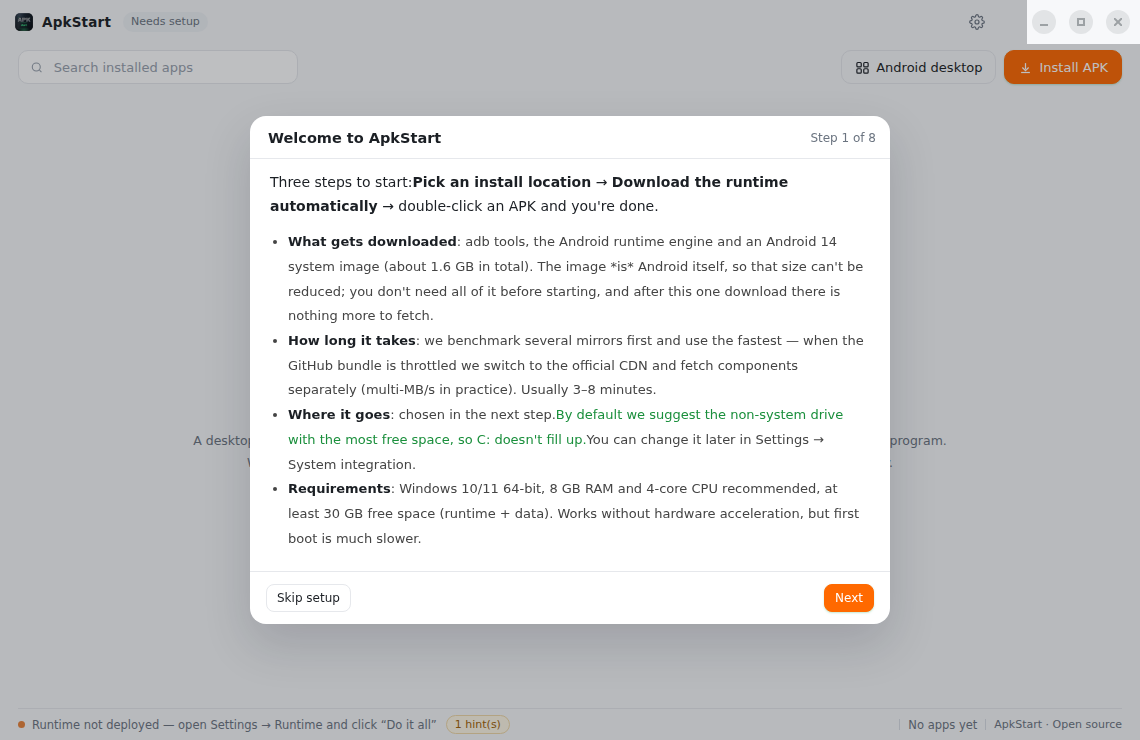 APK
ApkStart
Needs setup
Search installed apps
Android desktop
Install APK
Welcome to ApkStart
Step 1 of 8
Three steps to start:Pick an install location → Download the runtime
automatically → double-click an APK and you're done.
• What gets downloaded: adb tools, the Android runtime engine and an Android 14
system image (about 1.6 GB in total). The image *is* Android itself, so that size can't be
reduced; you don't need all of it before starting, and after this one download there is
nothing more to fetch.
• How long it takes: we benchmark several mirrors first and use the fastest — when the
GitHub bundle is throttled we switch to the official CDN and fetch components
separately (multi-MB/s in practice). Usually 3–8 minutes.
• Where it goes: chosen in the next step.By default we suggest the non-system drive
with the most free space, so C: doesn't fill up.You can change it later in Settings →
System integration.
• Requirements: Windows 10/11 64-bit, 8 GB RAM and 4-core CPU recommended, at
least 30 GB free space (runtime + data). Works without hardware acceleration, but first
boot is much slower.
A
program.
Skip setup
Next
Runtime not deployed — open Settings → Runtime and click “Do it all”
1 hint(s)
No apps yet
ApkStart · Open source